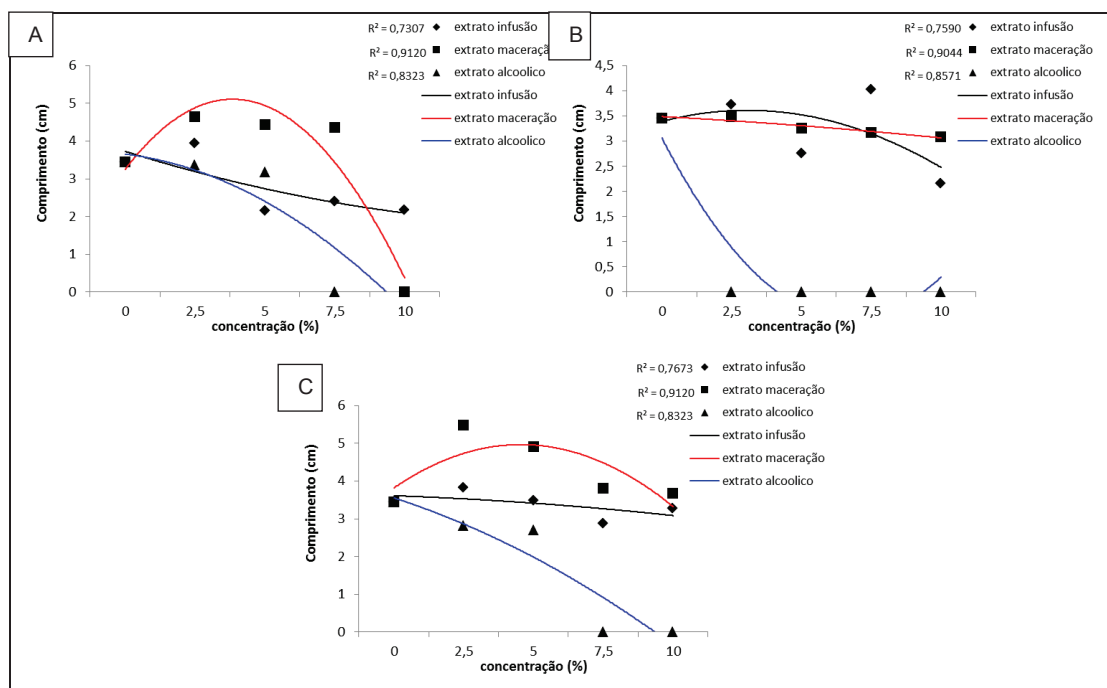 A
R² = 0,7307 extrato infusão
R² = 0,9120 extrato maceração
R² = 0,8323 extrato alcoolico
extrato infusão
extrato maceração
extrato alcoolico
Comprimento (cm)
6
5
4
3
2
1
0
0 2,5 5 7,5 10
concentração (%)
B
R² = 0,7590 extrato infusão
R² = 0,9044 extrato maceração
R² = 0,8571 extrato alcoolico
extrato infusão
extrato maceração
extrato alcoolico
Comprimento (cm)
4,5
4
3,5
3
2,5
2
1,5
1
0,5
0
0 2,5 5 7,5 10
concentração (%)
C
R² = 0,7673 extrato infusão
R² = 0,9120 extrato maceração
R² = 0,8323 extrato alcoolico
extrato infusão
extrato maceração
extrato alcoolico
Comprimento (cm)
6
5
4
3
2
1
0
0 2,5 5 7,5 10
concentração (%)